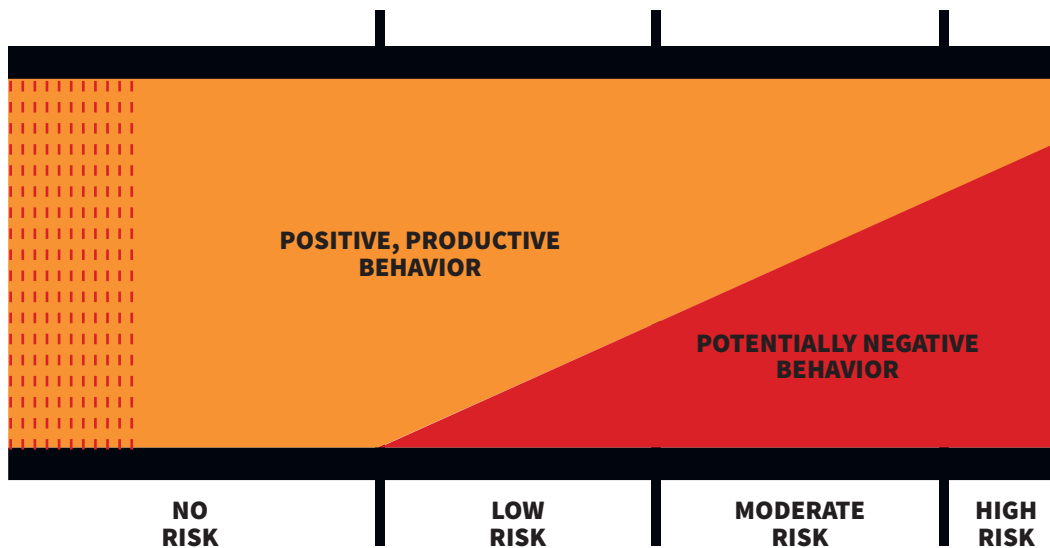 POSITIVE, PRODUCTIVE
BEHAVIOR
POTENTIALLY NEGATIVE
BEHAVIOR
NO
RISK
LOW
RISK
MODERATE
RISK
HIGH
RISK